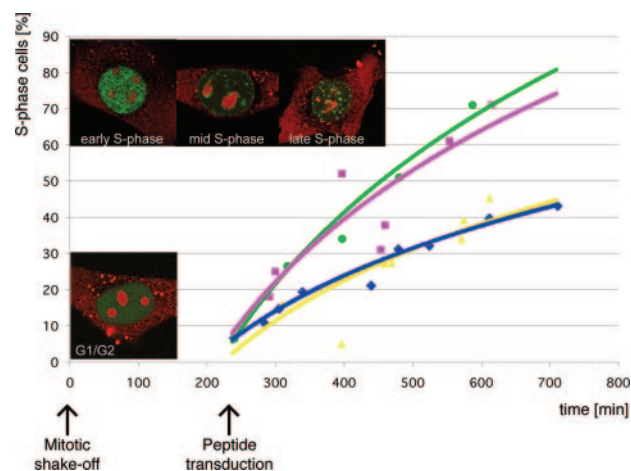 S-phase cells [%]
90
80
70
60
50
40
30
20
10
0
early S-phase
mid S-phase
late S-phase
G1/G2
0
100
200
300
400
500
600
700
800
time [min]
Mitotic
shake-off
Peptide
transduction